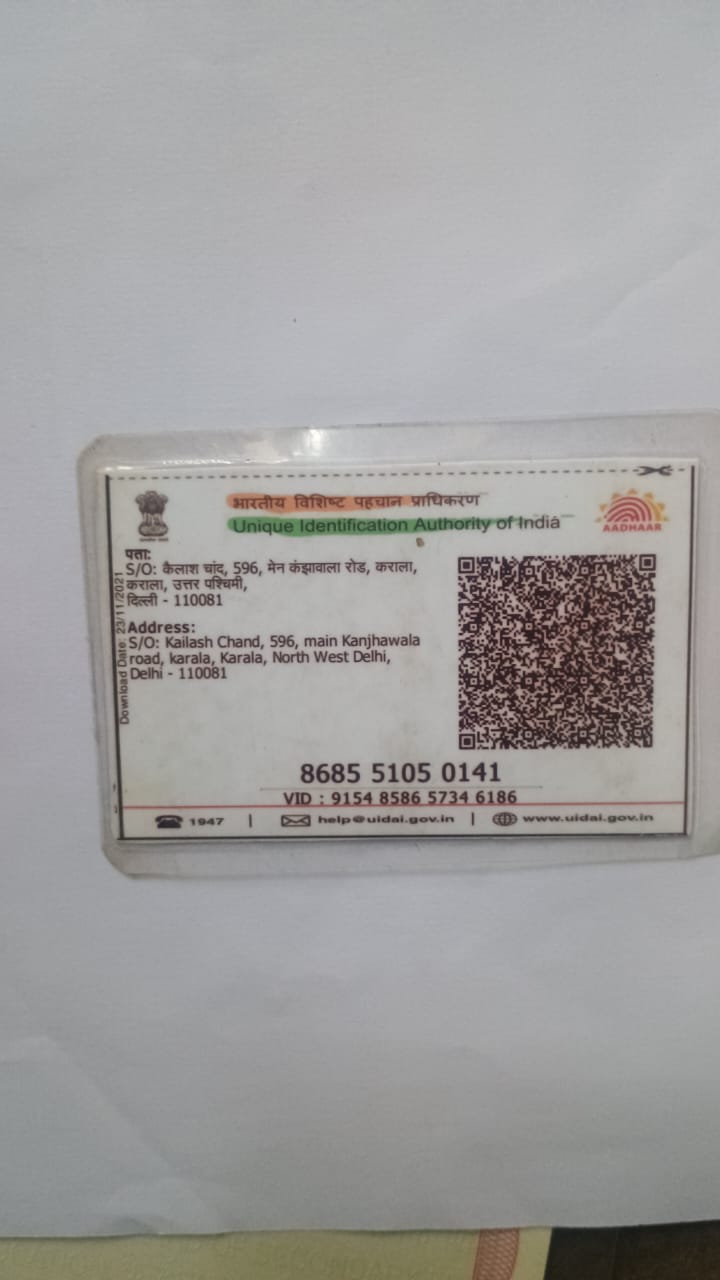 भारतीय विशिष्ट पहचान प्राधिकरण
Unique Identification Authority of India
AADHAAR
पता:
S/O: कैलाश चांद, 596, मेन कंझावाला रोड, कराला,
कराला, उत्तर पश्चिमी,
दिल्ली - 110081
Address:
S/O: Kailash Chand, 596, main Kanjhawala
road, karala, Karala, North West Delhi,
Delhi - 110081
Download Date: 23/11/2021
8685 5105 0141
VID : 9154 8586 5734 6186
1947 | help@uidai.gov.in | www.uidai.gov.in